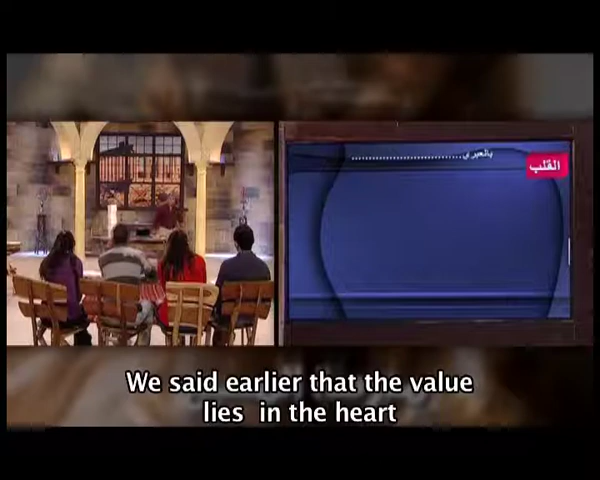 القلب
بالعبري........................................
We said earlier that the value
lies in the heart